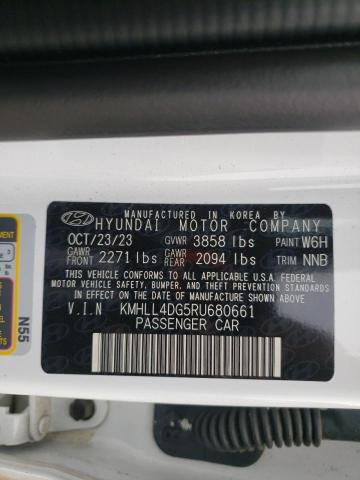 MANUFACTURED IN KOREA BY
HYUNDAI MOTOR COMPANY
OCT/23/23 GVWR 3858 lbs PAINT W6H
GAWR FRONT 2271 lbs GAWR REAR 2094 lbs TRIM NNB
THIS VEHICLE CONFORMS TO ALL APPLICABLE U.S.A. FEDERAL
MOTOR VEHICLE SAFETY, BUMPER, AND THEFT PREVENTION
STANDARDS IN EFFECT ON THE DATE OF MANUFACTURE SHOWN ABOVE.
V.I.N KMHLL4DG5RU680661
PASSENGER CAR
N55